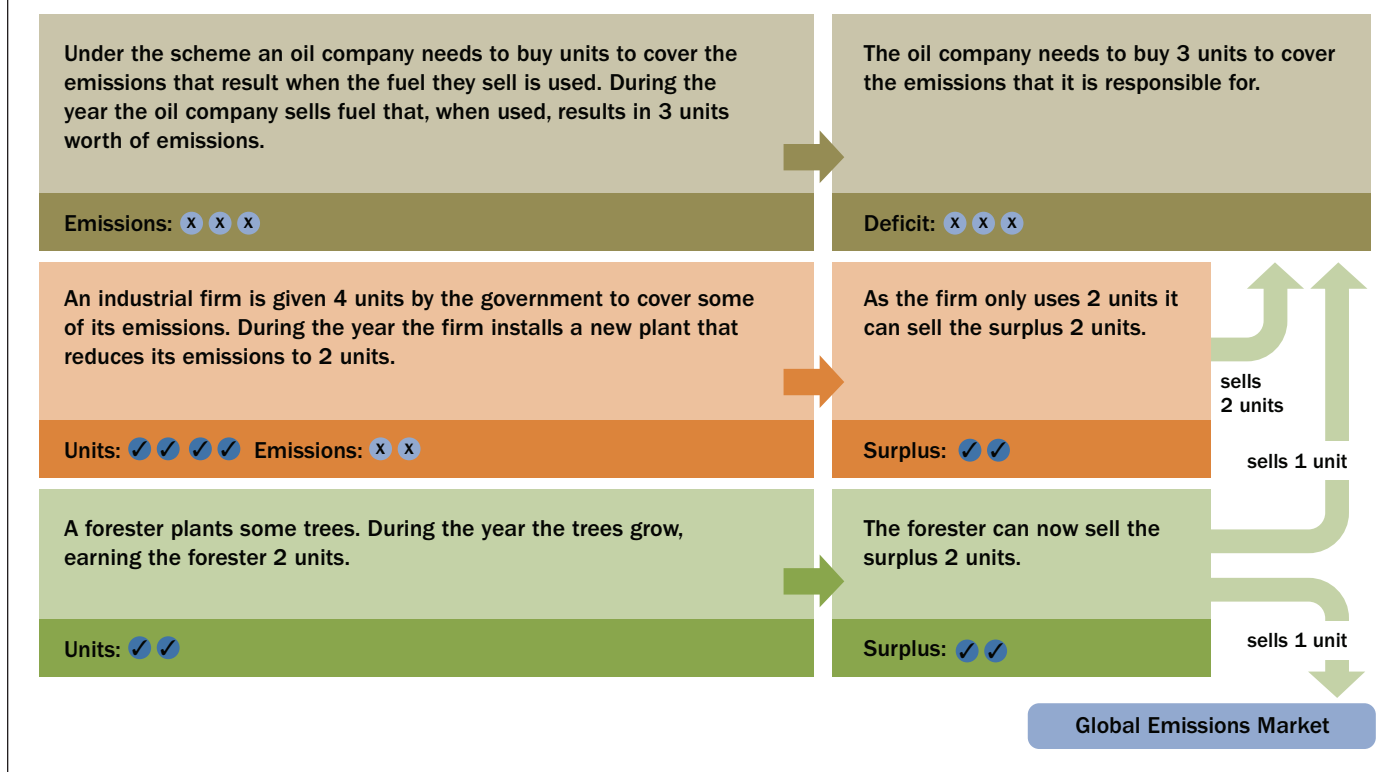 Under the scheme an oil company needs to buy units to cover the
emissions that result when the fuel they sell is used. During the
year the oil company sells fuel that, when used, results in 3 units
worth of emissions.
Emissions: x x x
The oil company needs to buy 3 units to cover
the emissions that it is responsible for.
Deficit: x x x
An industrial firm is given 4 units by the government to cover some
of its emissions. During the year the firm installs a new plant that
reduces its emissions to 2 units.
Units: ✓ ✓ ✓ ✓ Emissions: x x
As the firm only uses 2 units it
can sell the surplus 2 units.
Surplus: ✓ ✓
sells
2 units
sells 1 unit
A forester plants some trees. During the year the trees grow,
earning the forester 2 units.
Units: ✓ ✓
The forester can now sell the
surplus 2 units.
Surplus: ✓ ✓
sells 1 unit
Global Emissions Market